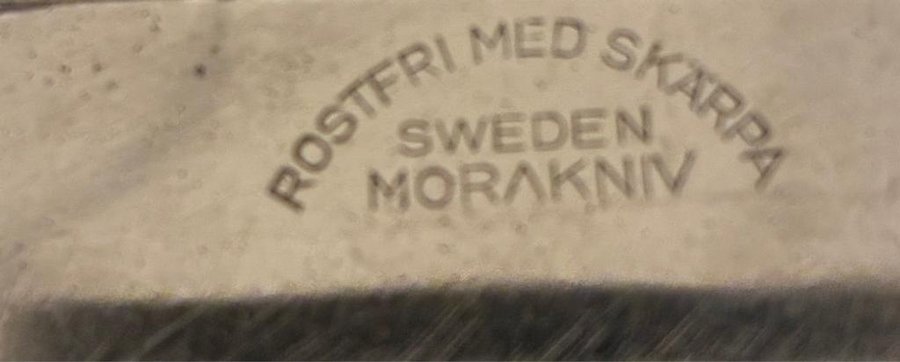 ROSTFRI MED SKÄRPA
SWEDEN
MORAKNIV